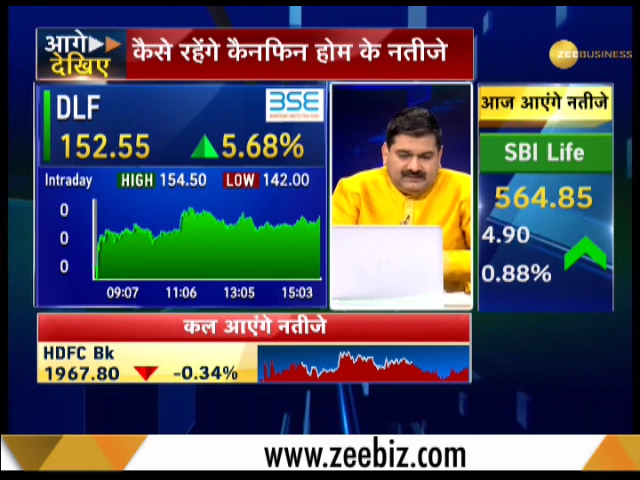 आगे
देखिए
कैसे रहेंगे कैनफिन होम के नतीजे
ZEE BUSINESS
DLF
BSE
152.55 5.68%
Intraday HIGH 154.50 LOW 142.00
0
0
0
09:07 11:06 13:05 15:03
आज आएंगे नतीजे
SBI Life
564.85
4.90
0.88%
कल आएंगे नतीजे
HDFC Bk
1967.80 -0.34%
www.zeebiz.com